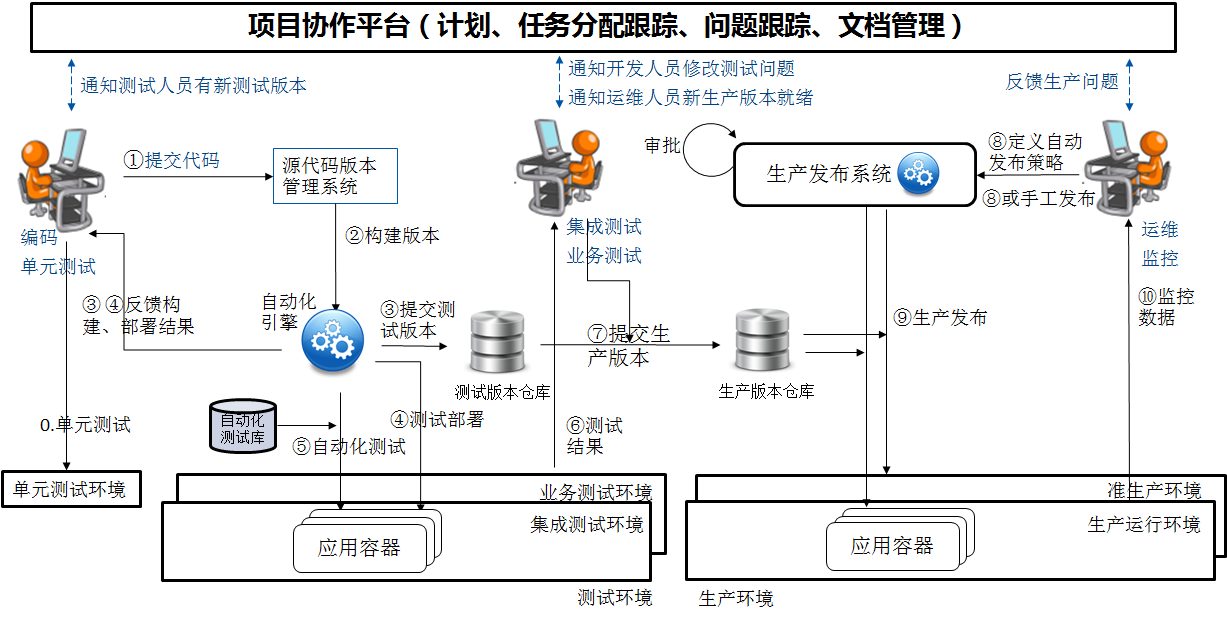 项目协作平台（计划、任务分配跟踪、问题跟踪、文档管理）
通知测试人员有新测试版本
通知开发人员修改测试问题
通知运维人员新生产版本就绪
反馈生产问题
①提交代码
源代码版本
管理系统
审批
生产发布系统
⑧定义自动
发布策略
⑧或手工发布
编码
单元测试
②构建版本
集成测试
业务测试
运维
监控
③ ④反馈构
建、部署结果
自动化
引擎
③提交测
试版本
测试版本仓库
⑦提交生
产版本
生产版本仓库
⑨生产发布
⑩监控
数据
0.单元测试
自动化
测试库
④测试部署
⑤自动化测试
⑥测试
结果
单元测试环境
业务测试环境
集成测试环境
应用容器
测试环境
准生产环境
生产运行环境
应用容器
生产环境